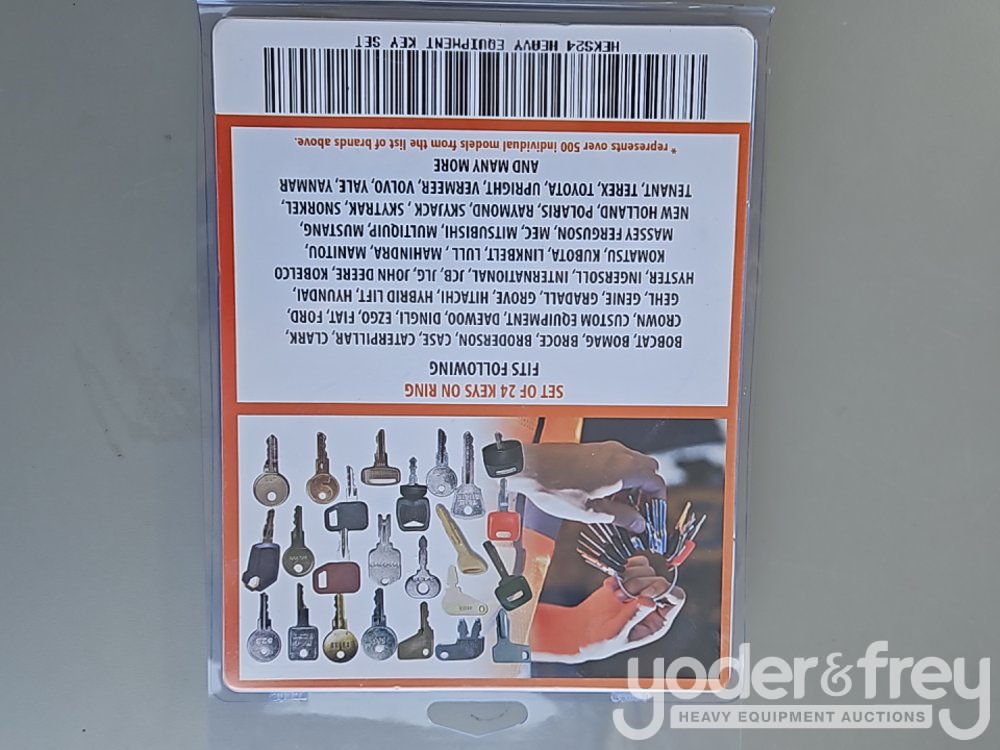 SET OF 24 KEYS ON RING
FITS FOLLOWING
BOBCAT, BOMAG, BROCE, BRODERSON, CASE, CATERPILLAR, CLARK,
CROWN, CUSTOM EQUIPMENT, DAEWOO, DINGLI, EZGO, FIAT, FORD,
GEHL, GENIE, GRADALL, GROVE, HITACHI, HYBRID LIFT, HYUNDAI,
HYSTER, INGERSOLL, INTERNATIONAL, JCB, JLG, JOHN DEERE, KOBELCO
KOMATSU, KUBOTA, LINKBELT, LULL , MAHINDRA, MANITOU,
MASSEY FERGUSON, MEC, MITSUBISHI, MULTIQUIP, MUSTANG,
NEW HOLLAND, POLARIS, RAYMOND, SKYJACK , SKYTRAK, SNORKEL,
TENANT, TEREX, TOYOTA, UPRIGHT, VERMEER, VOLVO, YALE, YANMAR
AND MANY MORE
* represents over 500 individual models from the list of brands above.
HEKS24 HEAVY EQUIPMENT KEY SET
yoder&frey
HEAVY EQUIPMENT AUCTIONS